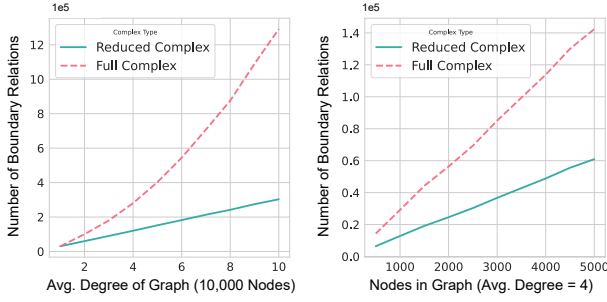 1e5
Complex Type
Reduced Complex
Full Complex
12
10
8
6
4
2
0
Number of Boundary Relations
2
4
6
8
10
Avg. Degree of Graph (10,000 Nodes)
1e5
Complex Type
Reduced Complex
Full Complex
1.4
1.2
1.0
0.8
0.6
0.4
0.2
0.0
Number of Boundary Relations
1000
2000
3000
4000
5000
Nodes in Graph (Avg. Degree = 4)